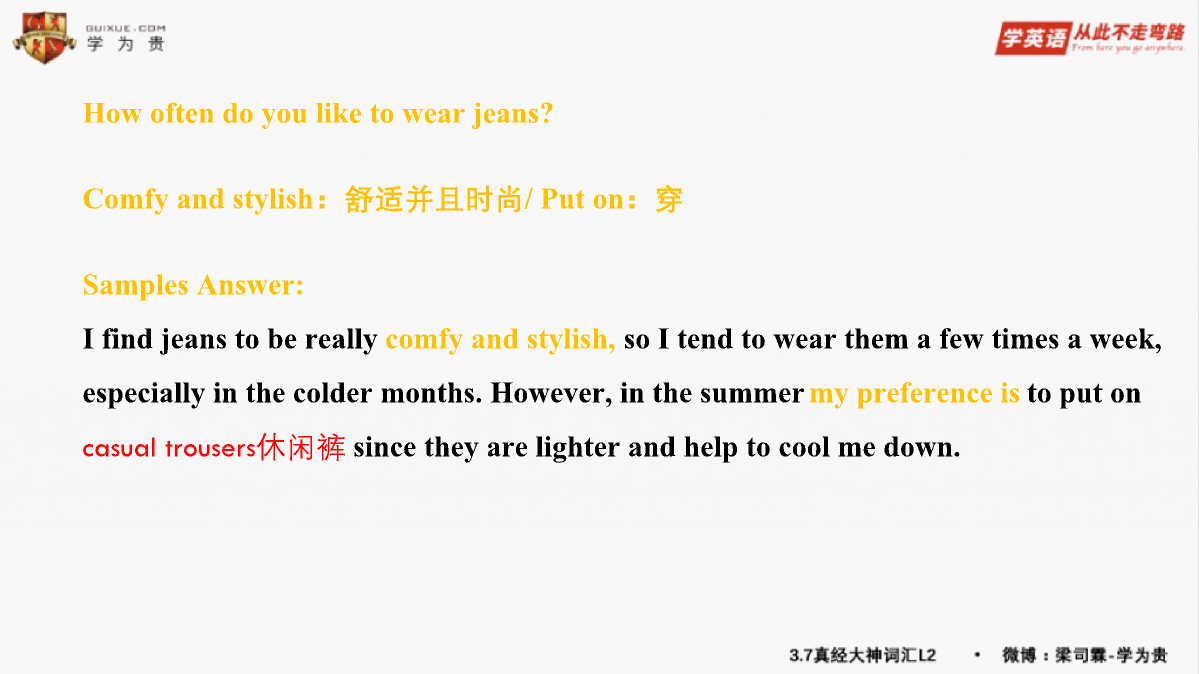 GUIXUE.COM
学为贵
学英语 从此不走弯路
From here you go anywhere.
How often do you like to wear jeans?
Comfy and stylish：舒适并且时尚/ Put on：穿
Samples Answer:
I find jeans to be really comfy and stylish, so I tend to wear them a few times a week,
especially in the colder months. However, in the summer my preference is to put on
casual trousers休闲裤 since they are lighter and help to cool me down.
3.7真经大神词汇L2 • 微博：梁司霖-学为贵